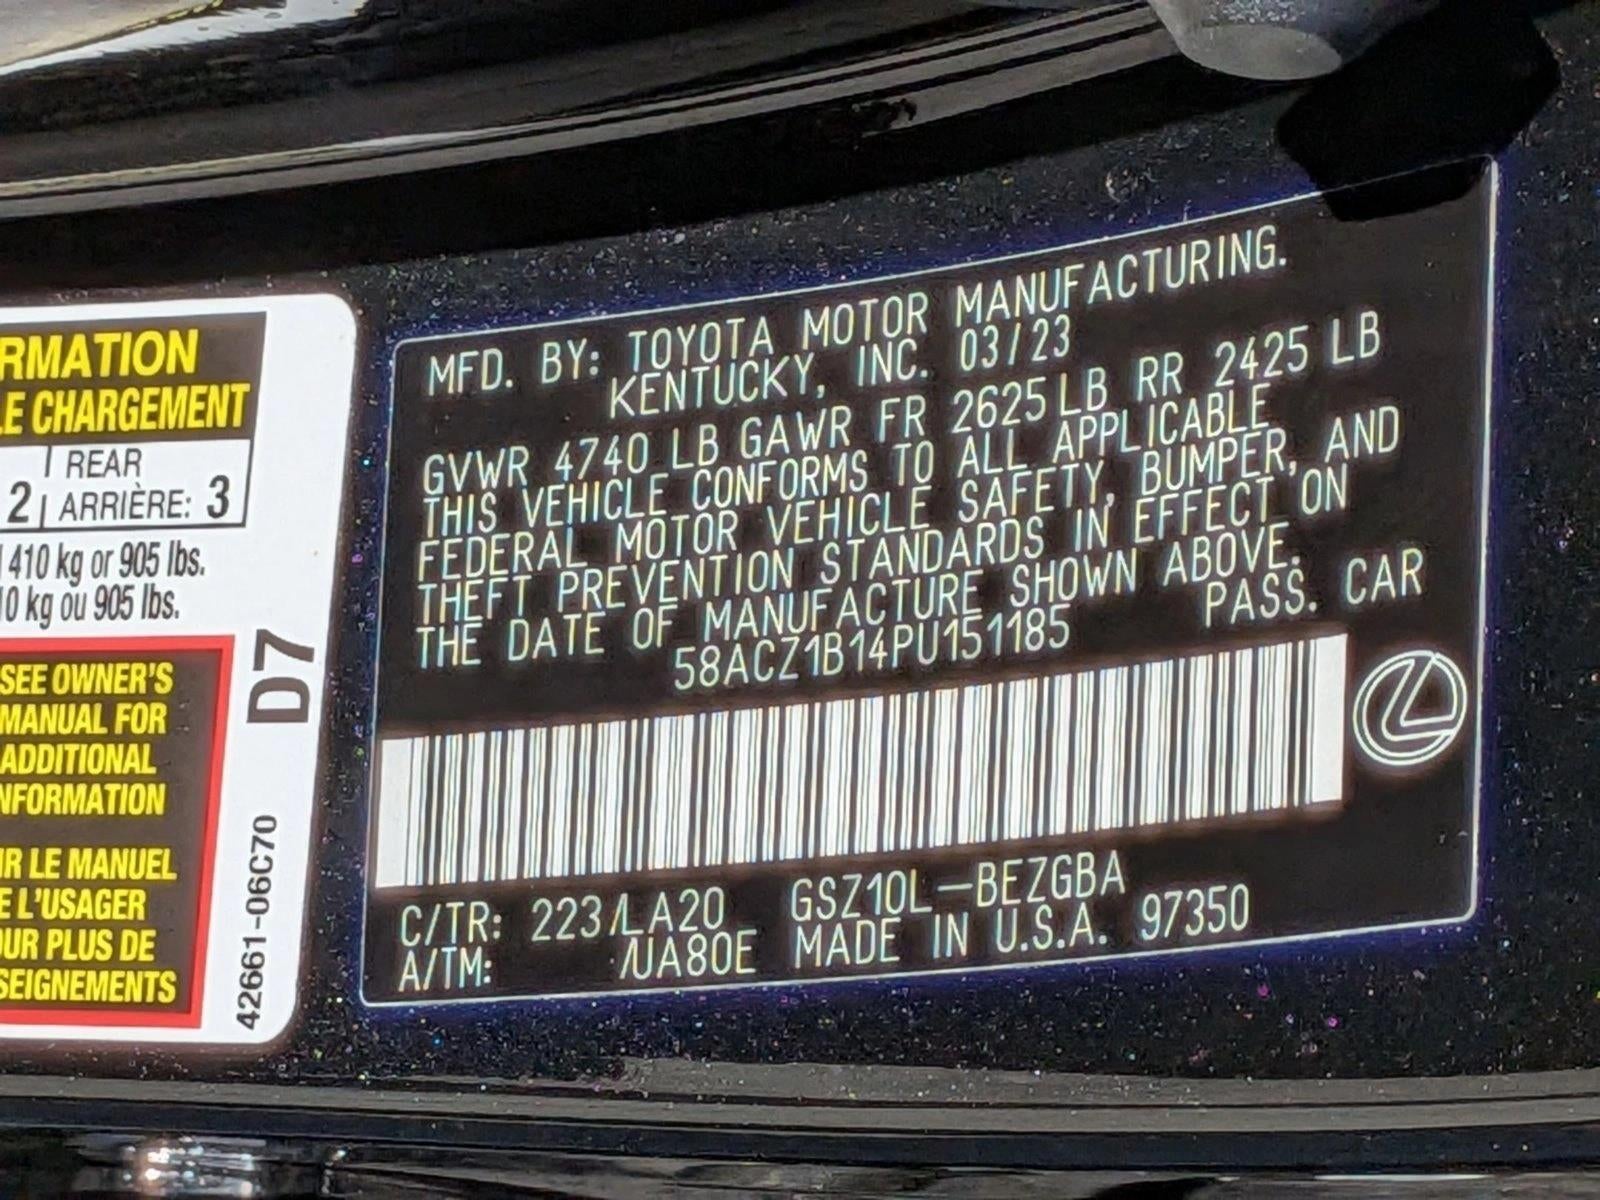 RMATION
LE CHARGEMENT
2 REAR
ARRIÈRE: 3
410 kg or 905 lbs.
0 kg ou 905 lbs.
SEE OWNER'S
MANUAL FOR
ADDITIONAL
NFORMATION
IR LE MANUEL
E L'USAGER
OUR PLUS DE
SEIGNEMENTS
D7
42661-06C70
MFD. BY: TOYOTA MOTOR MANUFACTURING.
KENTUCKY, INC. 03/23
GVWR 4740 LB GAWR FR 2625 LB RR 2425 LB
THIS VEHICLE CONFORMS TO ALL APPLICABLE
FEDERAL MOTOR VEHICLE SAFETY, BUMPER, AND
THEFT PREVENTION STANDARDS IN EFFECT ON
THE DATE OF MANUFACTURE SHOWN ABOVE.
58ACZ1B14PU151185 PASS. CAR
C/TR: 223/LA20 GSZ10L-BEZGBA
A/TM: /UA80E MADE IN U.S.A. 97350